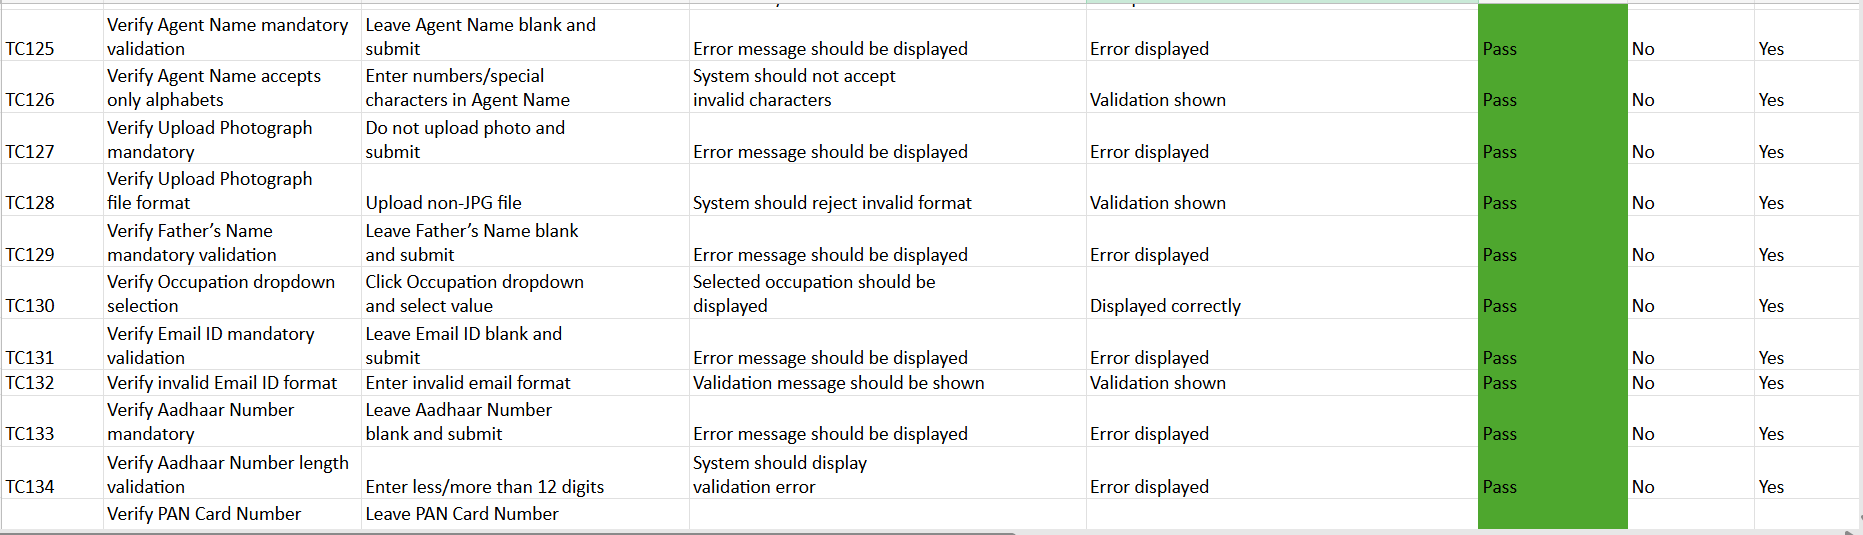 TC125
Verify Agent Name mandatory
validation
Leave Agent Name blank and
submit
Error message should be displayed
Error displayed
Pass
No
Yes
TC126
Verify Agent Name accepts
only alphabets
Enter numbers/special
characters in Agent Name
System should not accept
invalid characters
Validation shown
Pass
No
Yes
TC127
Verify Upload Photograph
mandatory
Do not upload photo and
submit
Error message should be displayed
Error displayed
Pass
No
Yes
TC128
Verify Upload Photograph
file format
Upload non-JPG file
System should reject invalid format
Validation shown
Pass
No
Yes
TC129
Verify Father’s Name
mandatory validation
Leave Father’s Name blank
and submit
Error message should be displayed
Error displayed
Pass
No
Yes
TC130
Verify Occupation dropdown
selection
Click Occupation dropdown
and select value
Selected occupation should be
displayed
Displayed correctly
Pass
No
Yes
TC131
Verify Email ID mandatory
validation
Leave Email ID blank and
submit
Error message should be displayed
Error displayed
Pass
No
Yes
TC132
Verify invalid Email ID format
Enter invalid email format
Validation message should be shown
Validation shown
Pass
No
Yes
TC133
Verify Aadhaar Number
mandatory
Leave Aadhaar Number
blank and submit
Error message should be displayed
Error displayed
Pass
No
Yes
TC134
Verify Aadhaar Number length
validation
Enter less/more than 12 digits
System should display
validation error
Error displayed
Pass
No
Yes
Verify PAN Card Number
Leave PAN Card Number